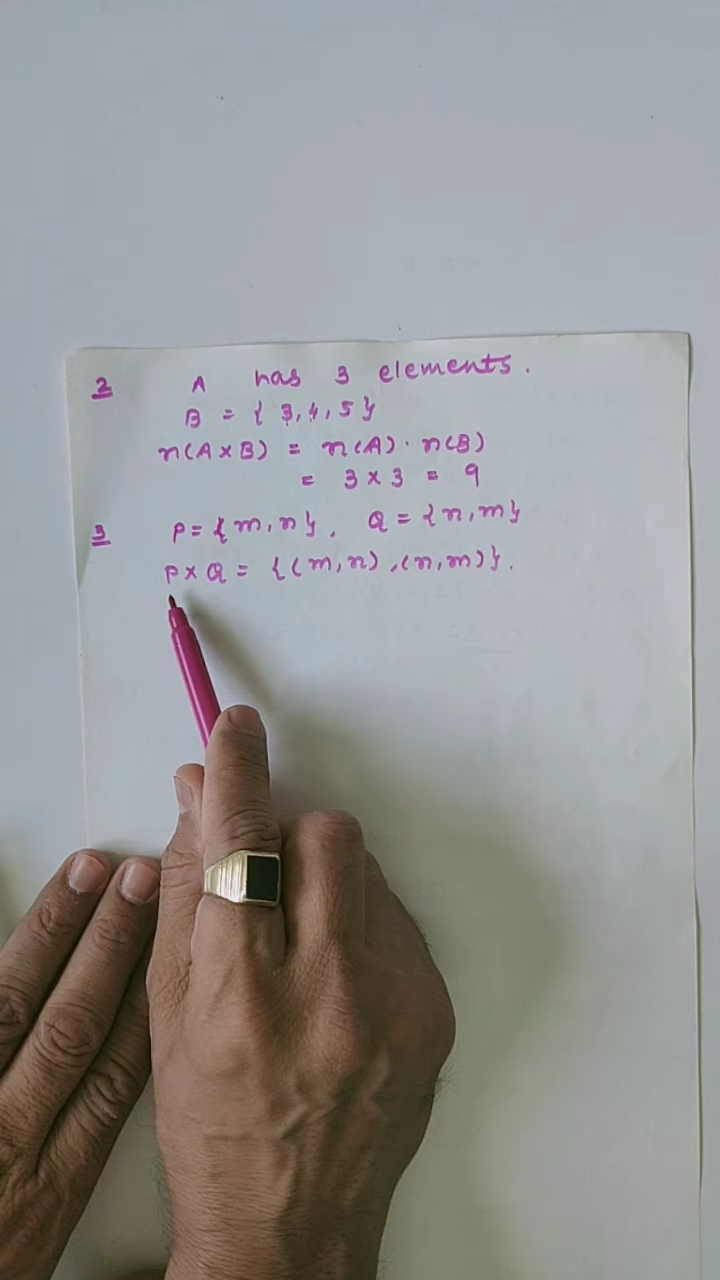 2 A has 3 elements.
B = { 3, 4, 5 }
n(A × B) = n(A) · n(B)
= 3 × 3 = 9
3 P = { m, n }, Q = { n, m }
P × Q = { (m, n) , (n, m) }.